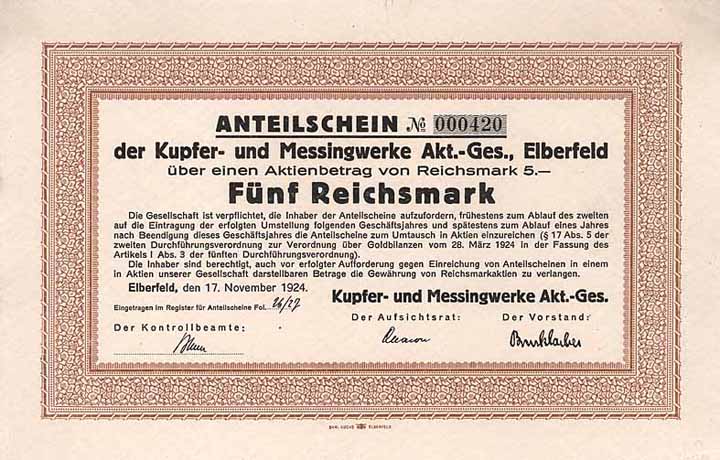 ANTEILSCHEIN № 000420
der Kupfer- und Messingwerke Akt.-Ges., Elberfeld
über einen Aktienbetrag von Reichsmark 5.—
Fünf Reichsmark
Die Gesellschaft ist verpflichtet, die Inhaber der Anteilscheine aufzufordern, frühestens zum Ablauf des zweiten
auf die Eintragung der erfolgten Umstellung folgenden Geschäftsjahres und spätestens zum Ablauf eines Jahres
nach Beendigung dieses Geschäftsjahres die Anteilscheine zum Umtausch in Aktien einzureichen (§ 17 Abs. 5 der
zweiten Durchführungsverordnung zur Verordnung über Goldbilanzen vom 28. März 1924 in der Fassung des
Artikels I Abs. 3 der fünften Durchführungsverordnung).
Die Inhaber sind berechtigt, auch vor erfolgter Aufforderung gegen Einreichung von Anteilscheinen in einem
in Aktien unserer Gesellschaft darstellbaren Betrage die Gewährung von Reichsmarkaktien zu verlangen.
Elberfeld, den 17. November 1924.
Kupfer- und Messingwerke Akt.-Ges.
Eingetragen im Register für Anteilscheine Fol. 26/27
Der Aufsichtsrat: Der Vorstand:
Der Kontrollbeamte:
SAM. LUCAS ELBERFELD